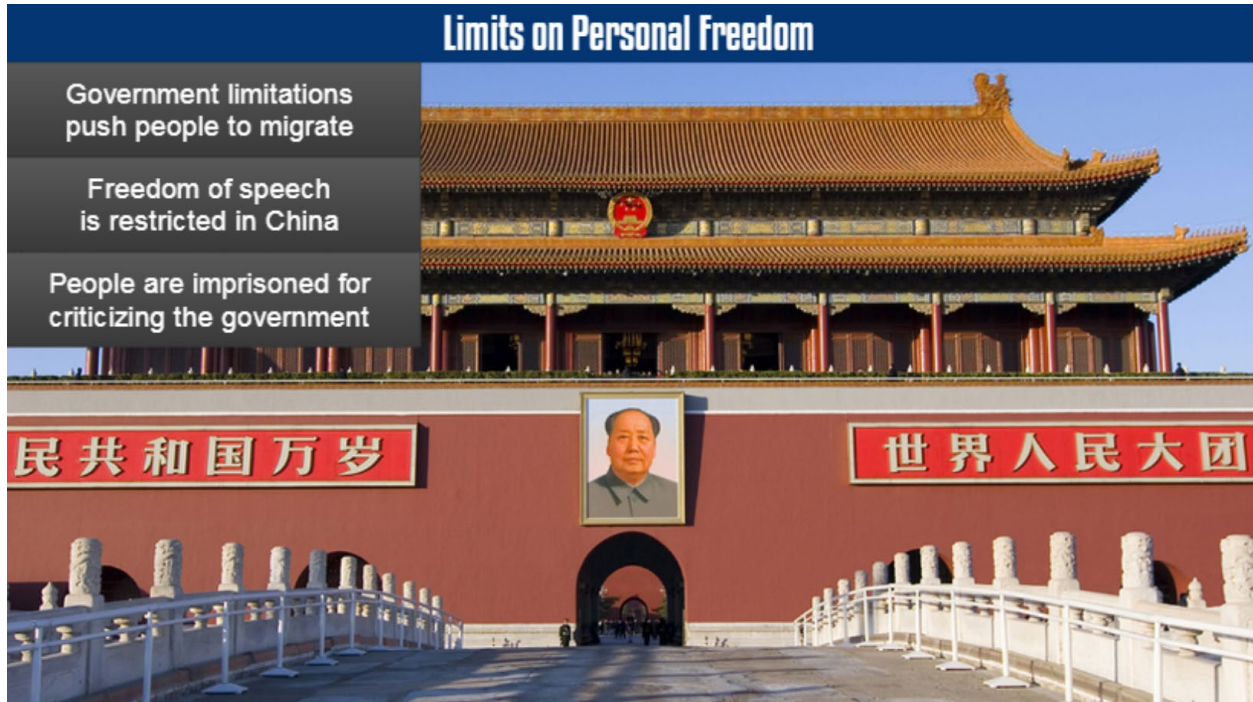 Limits on Personal Freedom
Government limitations
push people to migrate
Freedom of speech
is restricted in China
People are imprisoned for
criticizing the government
民共和国万岁
世界人民大团